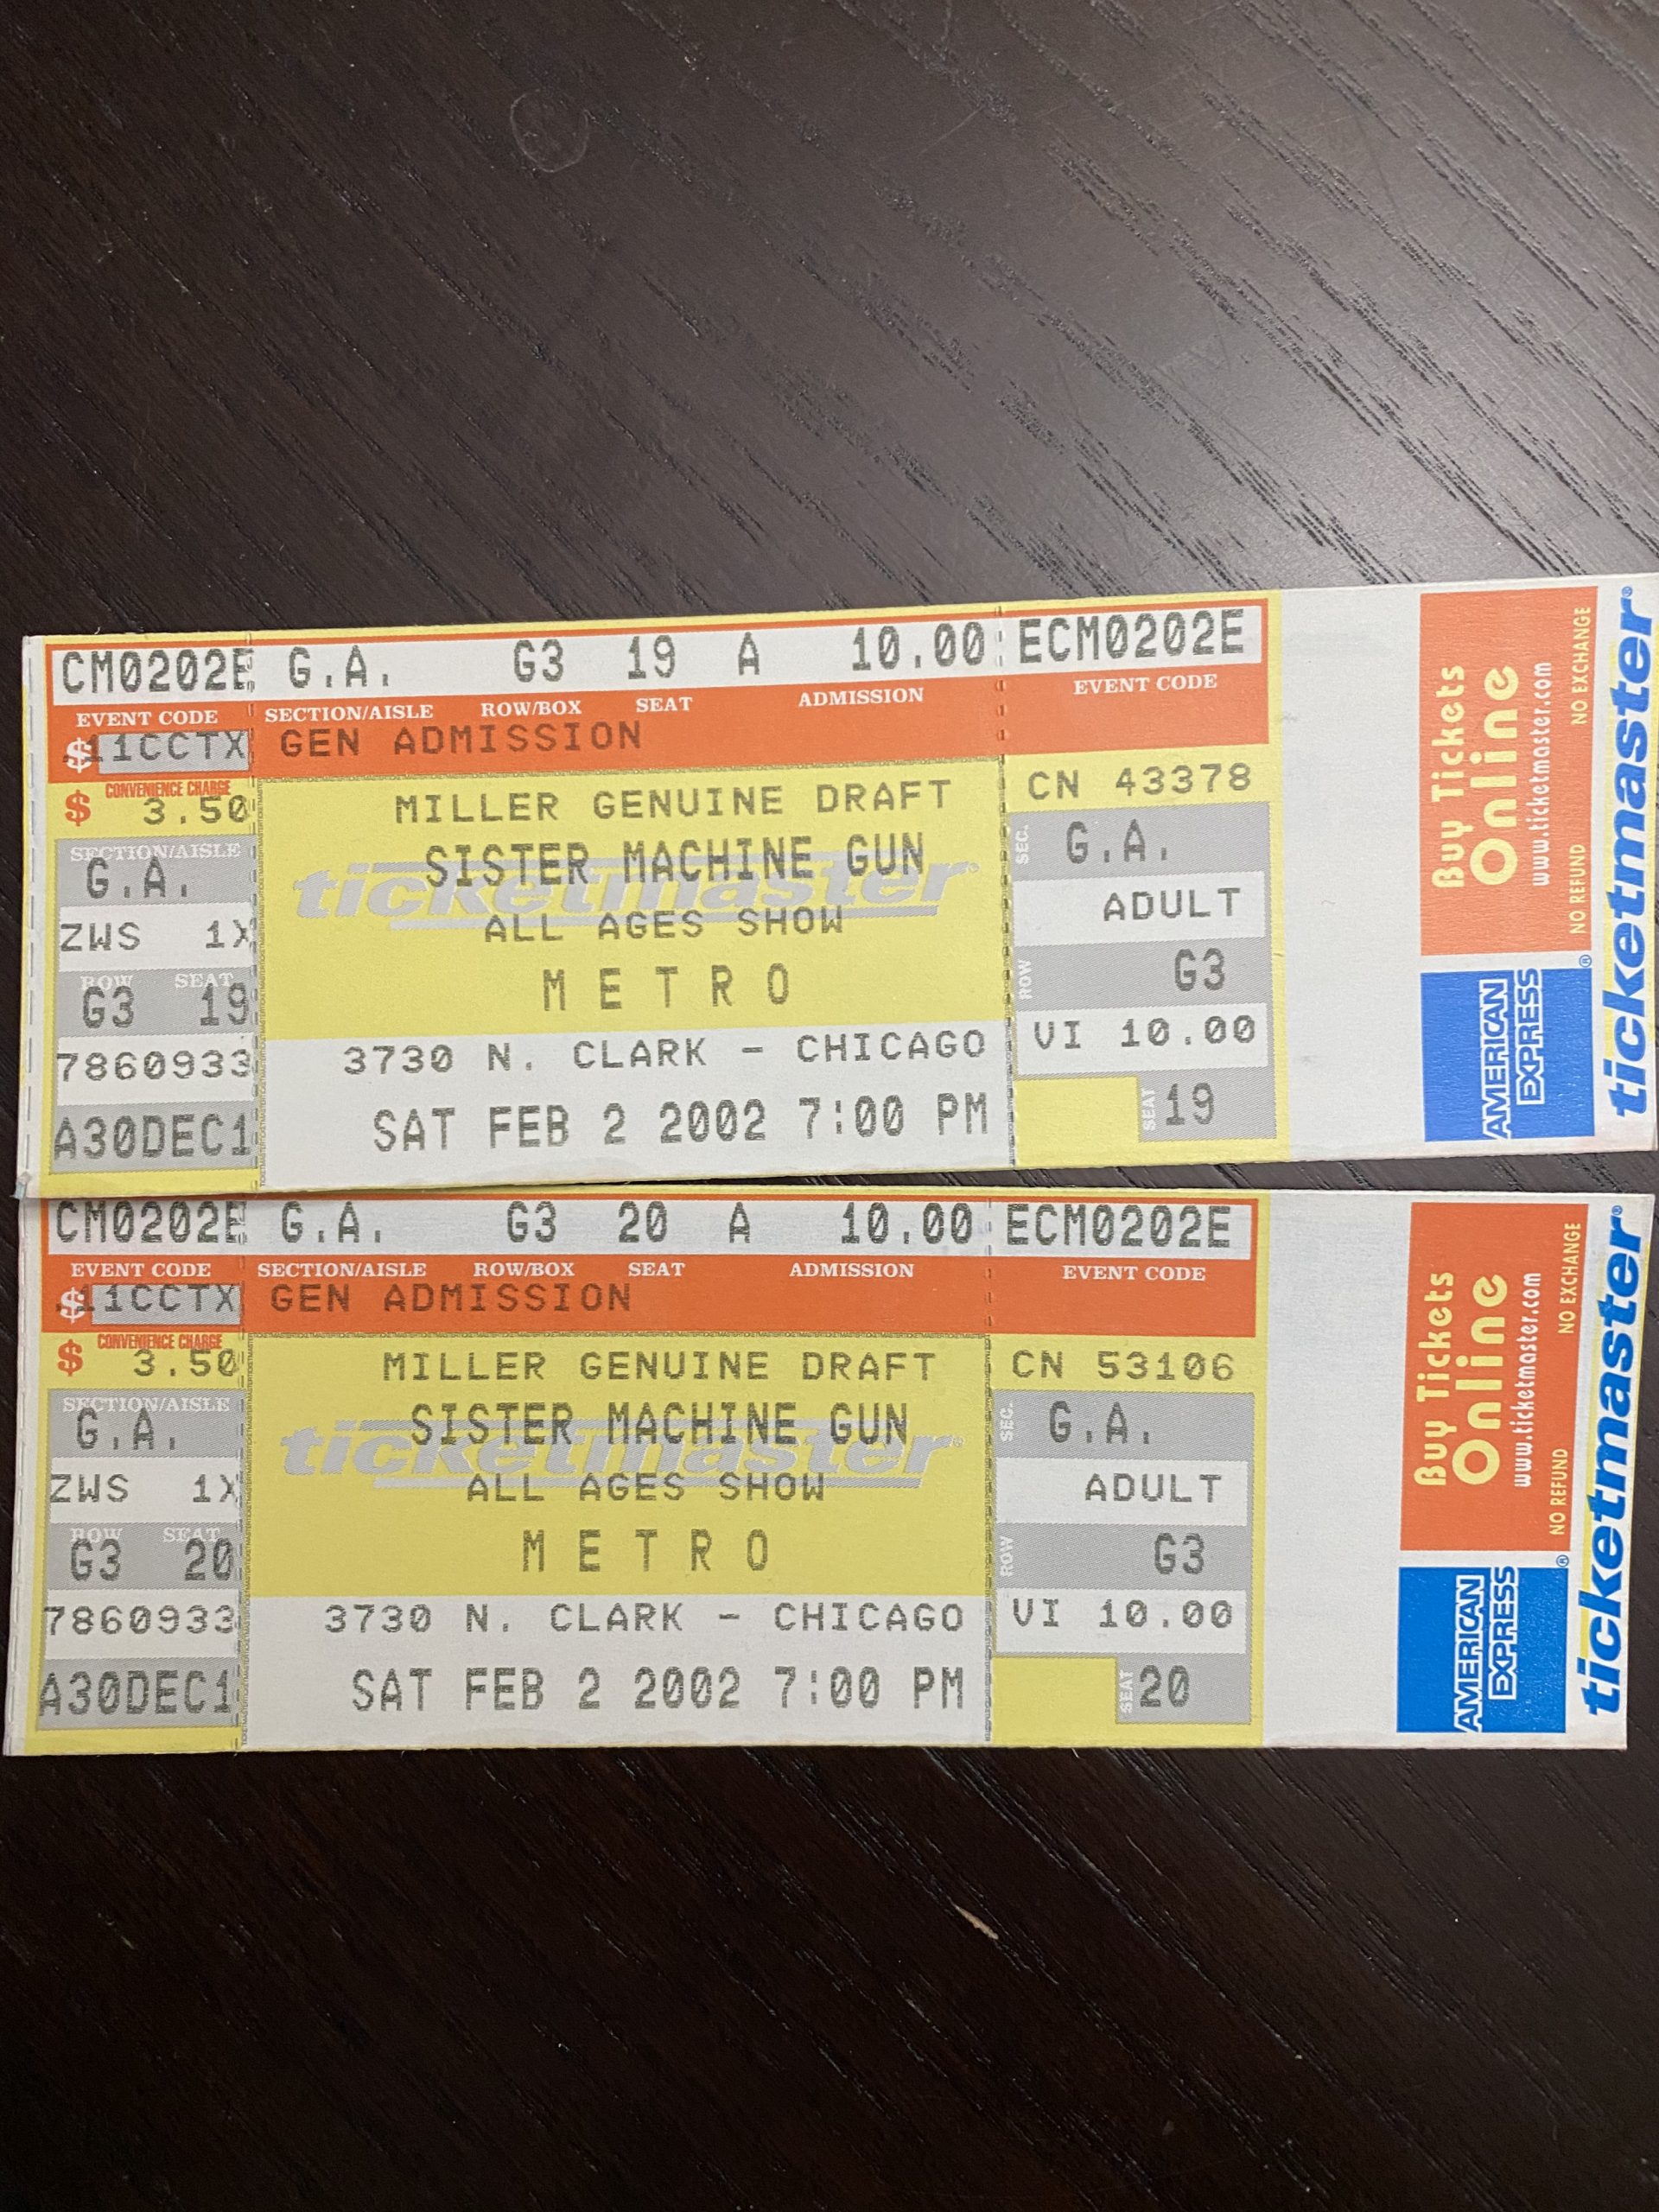 CM0202E G.A. G3 19 A 10.00 ECM0202E
EVENT CODE SECTION/AISLE ROW/BOX SEAT ADMISSION EVENT CODE
$ .11CCTX GEN ADMISSION
CONVENIENCE CHARGE
$ 3.50
SECTION/AISLE
G.A.
ZWS 1X
ROW SEAT
G3 19
7860933
A30DEC1
MILLER GENUINE DRAFT
SISTER MACHINE GUN
ticketmaster®
ALL AGES SHOW
METRO
3730 N. CLARK - CHICAGO
SAT FEB 2 2002 7:00 PM
CN 43378
SEC. G.A.
ADULT
ROW G3
VI 10.00
SEAT 19
Buy Tickets
Online
www.ticketmaster.com
NO REFUND NO EXCHANGE
AMERICAN
EXPRESS®
ticketmaster®
CM0202E G.A. G3 20 A 10.00 ECM0202E
EVENT CODE SECTION/AISLE ROW/BOX SEAT ADMISSION EVENT CODE
$ .11CCTX GEN ADMISSION
CONVENIENCE CHARGE
$ 3.50
SECTION/AISLE
G.A.
ZWS 1X
ROW SEAT
G3 20
7860933
A30DEC1
MILLER GENUINE DRAFT
SISTER MACHINE GUN
ticketmaster®
ALL AGES SHOW
METRO
3730 N. CLARK - CHICAGO
SAT FEB 2 2002 7:00 PM
CN 53106
SEC. G.A.
ADULT
ROW G3
VI 10.00
SEAT 20
Buy Tickets
Online
www.ticketmaster.com
NO REFUND NO EXCHANGE
AMERICAN
EXPRESS®
ticketmaster®